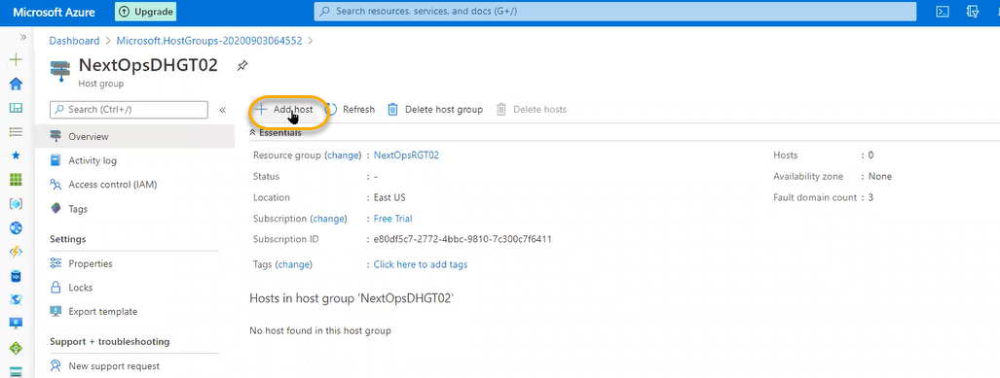 Microsoft Azure Upgrade Search resources, services, and docs (G+/)
» Dashboard > Microsoft.HostGroups-20200903064552 >
NextOpsDHGT02
Host group
Search (Ctrl+/) «
+ Add host Refresh Delete host group Delete hosts
Overview
Activity log
Access control (IAM)
Tags
Settings
Properties
Locks
Export template
Support + troubleshooting
New support request
Essentials
Resource group (change) : NextOpsRGT02
Status : -
Location : East US
Subscription (change) : Free Trial
Subscription ID : e80df5c7-2772-4bbc-9810-7c300c7f6411
Tags (change) : Click here to add tags
Hosts : 0
Availability zone : None
Fault domain count : 3
Hosts in host group 'NextOpsDHGT02'
No host found in this host group